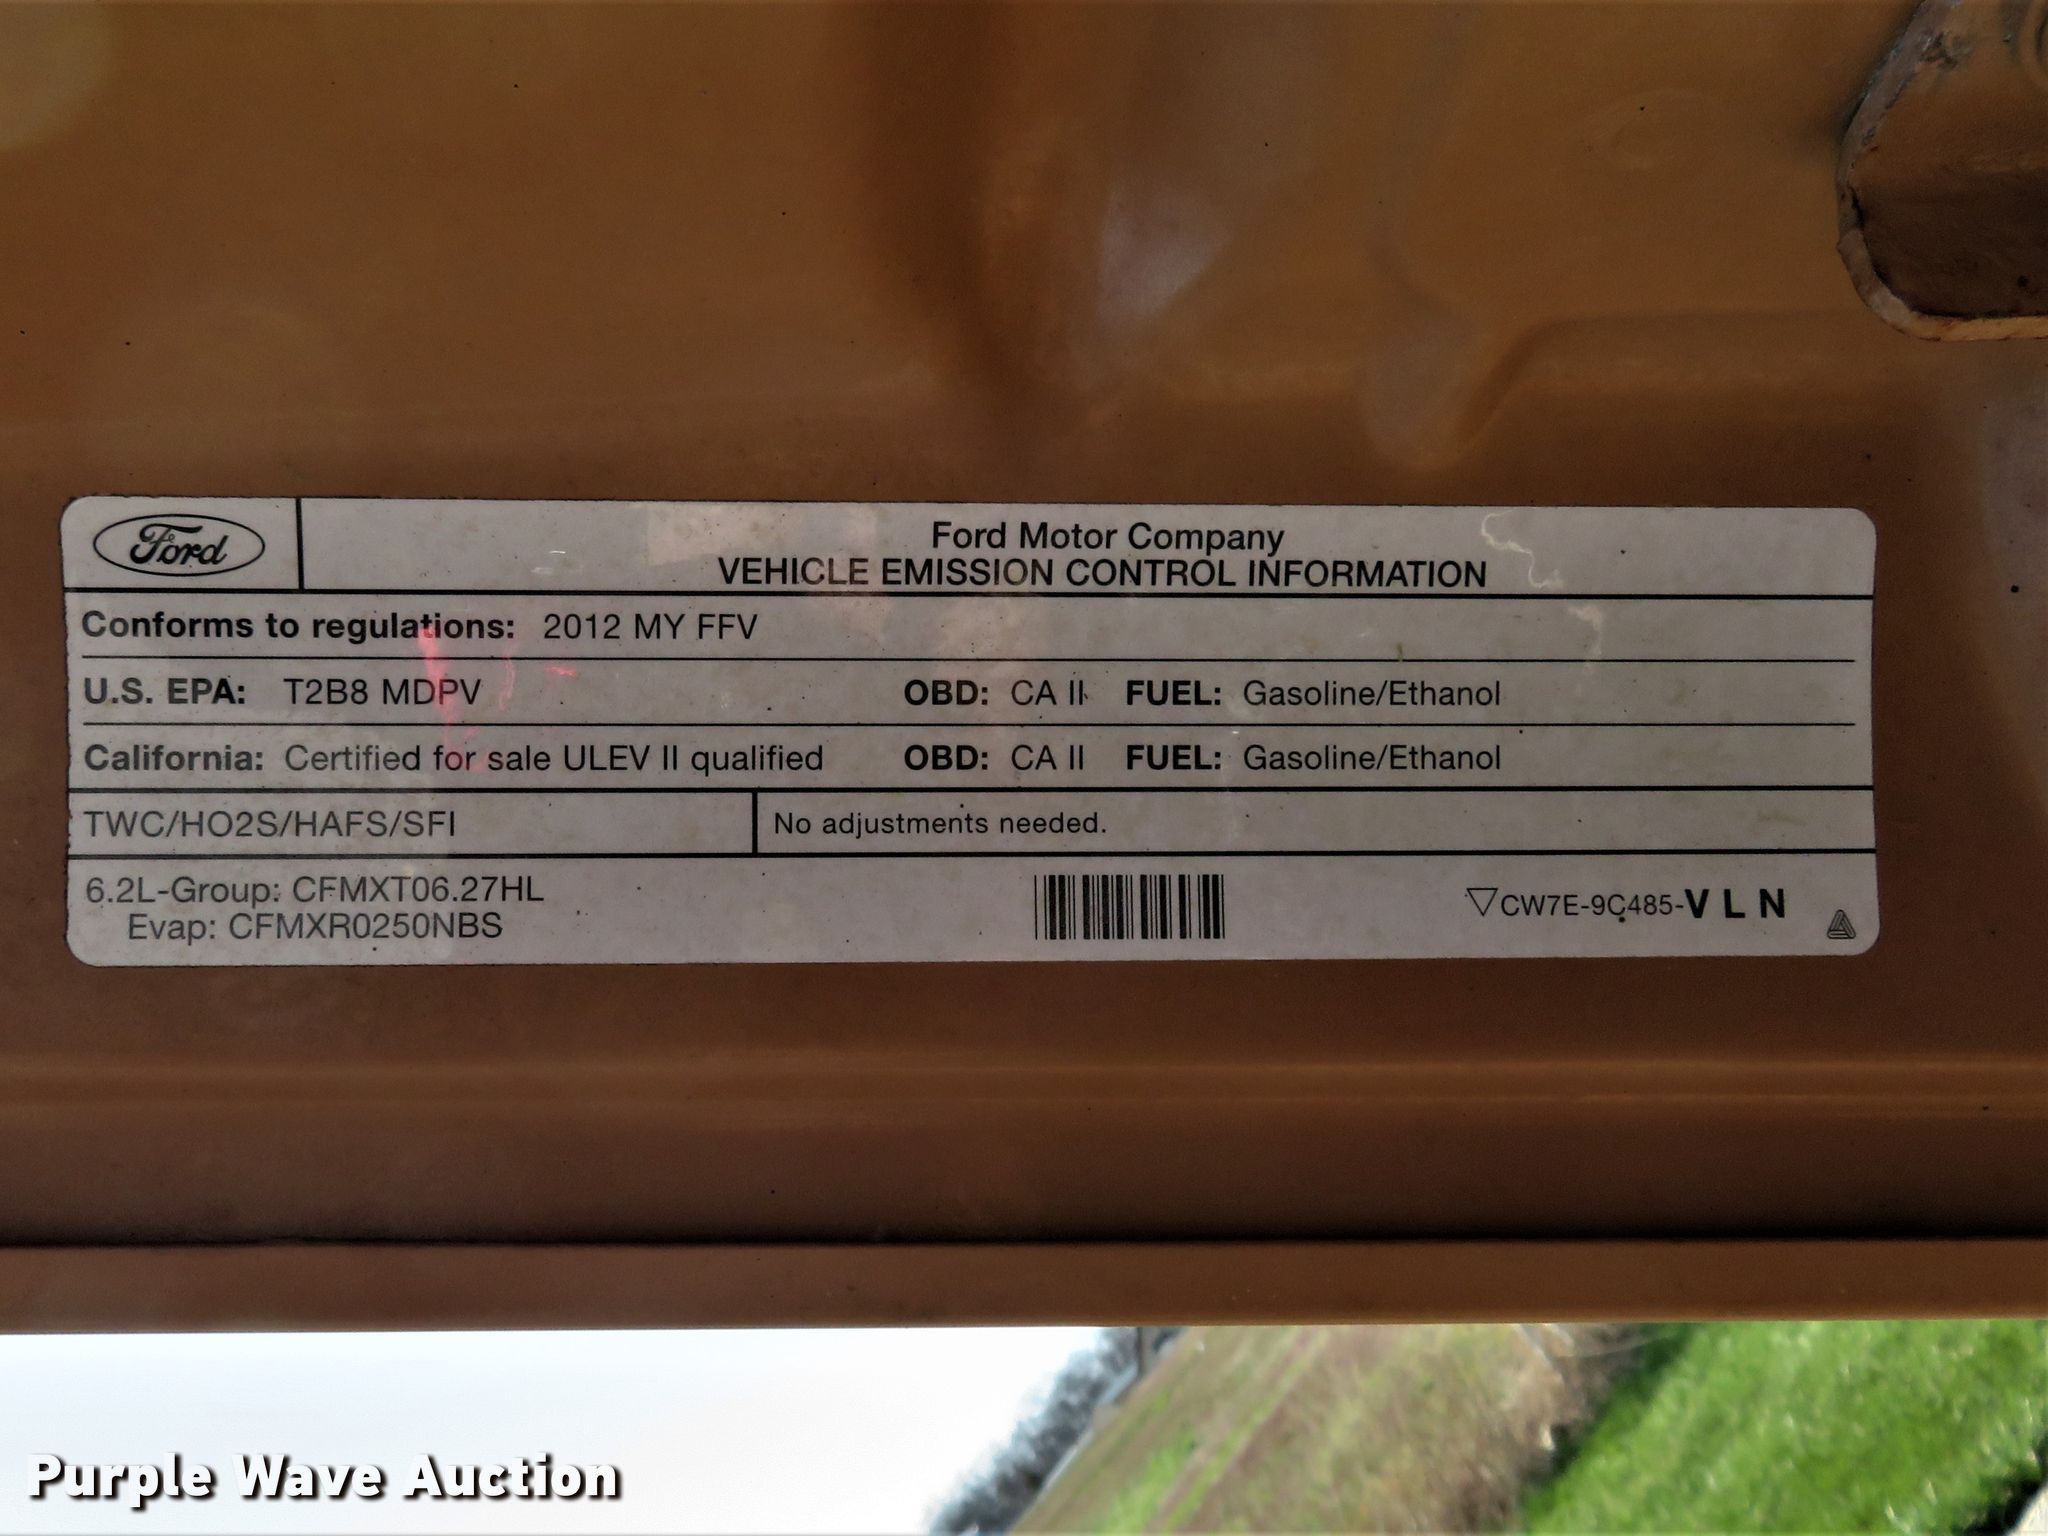 Ford
Ford Motor Company
VEHICLE EMISSION CONTROL INFORMATION
Conforms to regulations: 2012 MY FFV
U.S. EPA: T2B8 MDPV OBD: CA II FUEL: Gasoline/Ethanol
California: Certified for sale ULEV II qualified OBD: CA II FUEL: Gasoline/Ethanol
TWC/HO2S/HAFS/SFI No adjustments needed.
6.2L-Group: CFMXT06.27HL
Evap: CFMXR0250NBS
▽CW7E-9C485-VLN
Purple Wave Auction